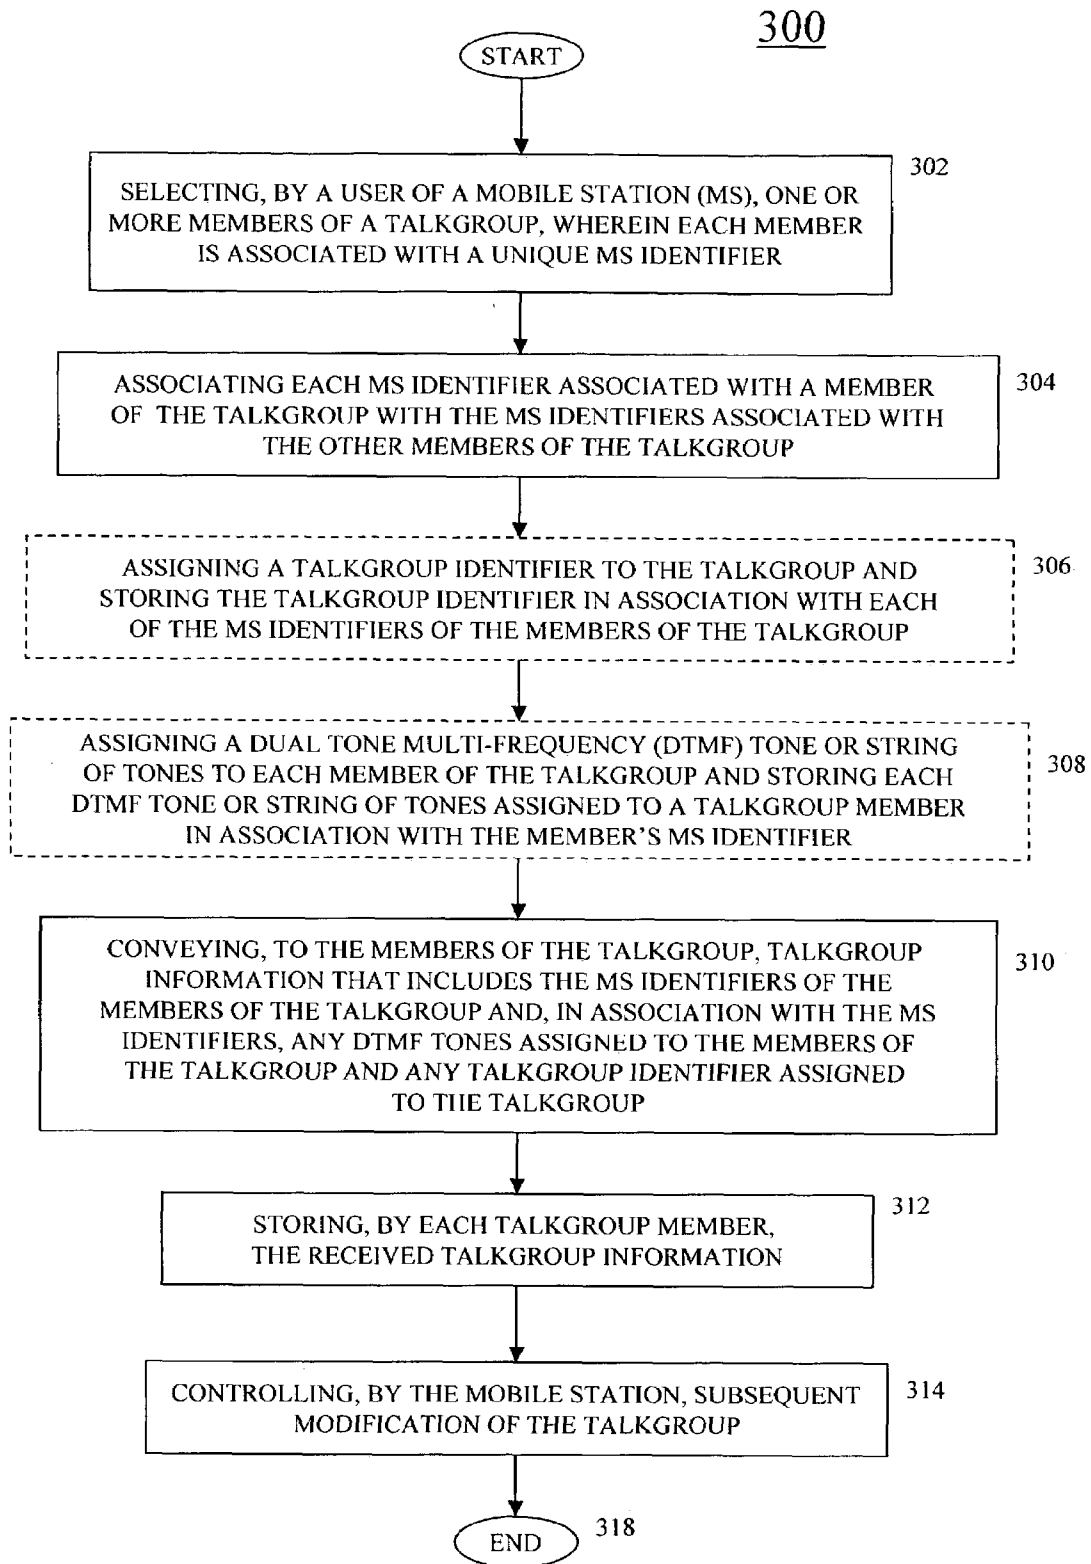 300
START
302
SELECTING, BY A USER OF A MOBILE STATION (MS), ONE OR
MORE MEMBERS OF A TALKGROUP, WHEREIN EACH MEMBER
IS ASSOCIATED WITH A UNIQUE MS IDENTIFIER
304
ASSOCIATING EACH MS IDENTIFIER ASSOCIATED WITH A MEMBER
OF THE TALKGROUP WITH THE MS IDENTIFIERS ASSOCIATED WITH
THE OTHER MEMBERS OF THE TALKGROUP
306
ASSIGNING A TALKGROUP IDENTIFIER TO THE TALKGROUP AND
STORING THE TALKGROUP IDENTIFIER IN ASSOCIATION WITH EACH
OF THE MS IDENTIFIERS OF THE MEMBERS OF THE TALKGROUP
308
ASSIGNING A DUAL TONE MULTI-FREQUENCY (DTMF) TONE OR STRING
OF TONES TO EACH MEMBER OF THE TALKGROUP AND STORING EACH
DTMF TONE OR STRING OF TONES ASSIGNED TO A TALKGROUP MEMBER
IN ASSOCIATION WITH THE MEMBER'S MS IDENTIFIER
310
CONVEYING, TO THE MEMBERS OF THE TALKGROUP, TALKGROUP
INFORMATION THAT INCLUDES THE MS IDENTIFIERS OF THE
MEMBERS OF THE TALKGROUP AND, IN ASSOCIATION WITH THE MS
IDENTIFIERS, ANY DTMF TONES ASSIGNED TO THE MEMBERS OF
THE TALKGROUP AND ANY TALKGROUP IDENTIFIER ASSIGNED
TO THE TALKGROUP
312
STORING, BY EACH TALKGROUP MEMBER,
THE RECEIVED TALKGROUP INFORMATION
314
CONTROLLING, BY THE MOBILE STATION, SUBSEQUENT
MODIFICATION OF THE TALKGROUP
318
END